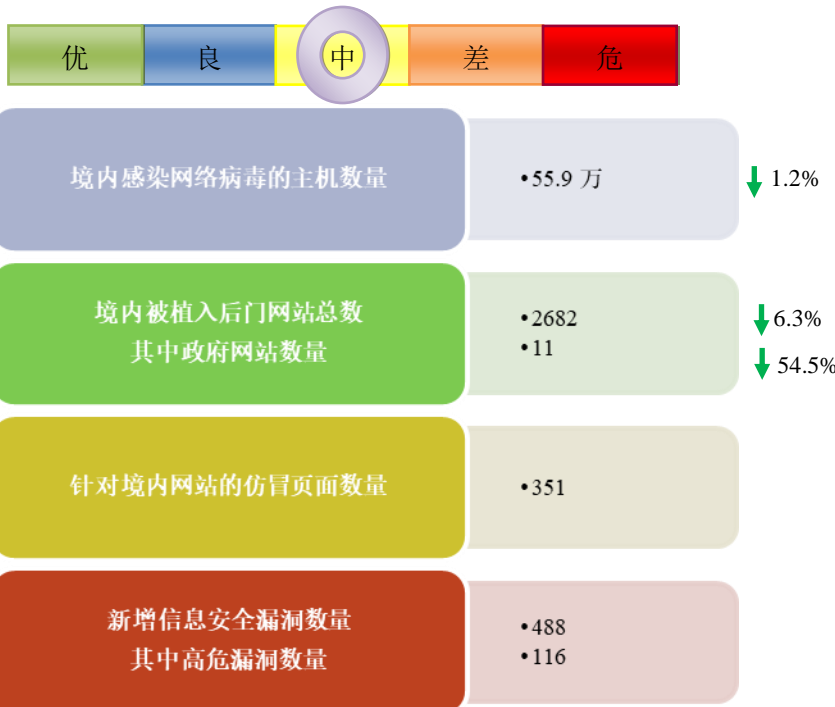 优 良 中 差 危
境内感染网络病毒的主机数量
•55.9 万
1.2%
境内被植入后门网站总数
其中政府网站数量
•2682
•11
6.3%
54.5%
针对境内网站的仿冒页面数量
•351
新增信息安全漏洞数量
其中高危漏洞数量
•488
•116